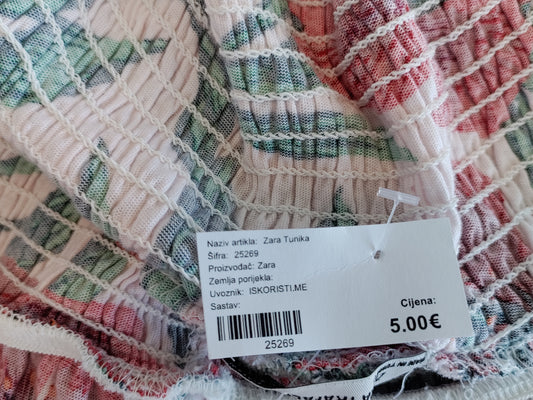 Naziv artikla: Zara Tunika
Šifra: 25269
Proizvođač: Zara
Zemlja porijekla:
Uvoznik: ISKORISTI.ME
Sastav:
Cijena:
5.00€
25269